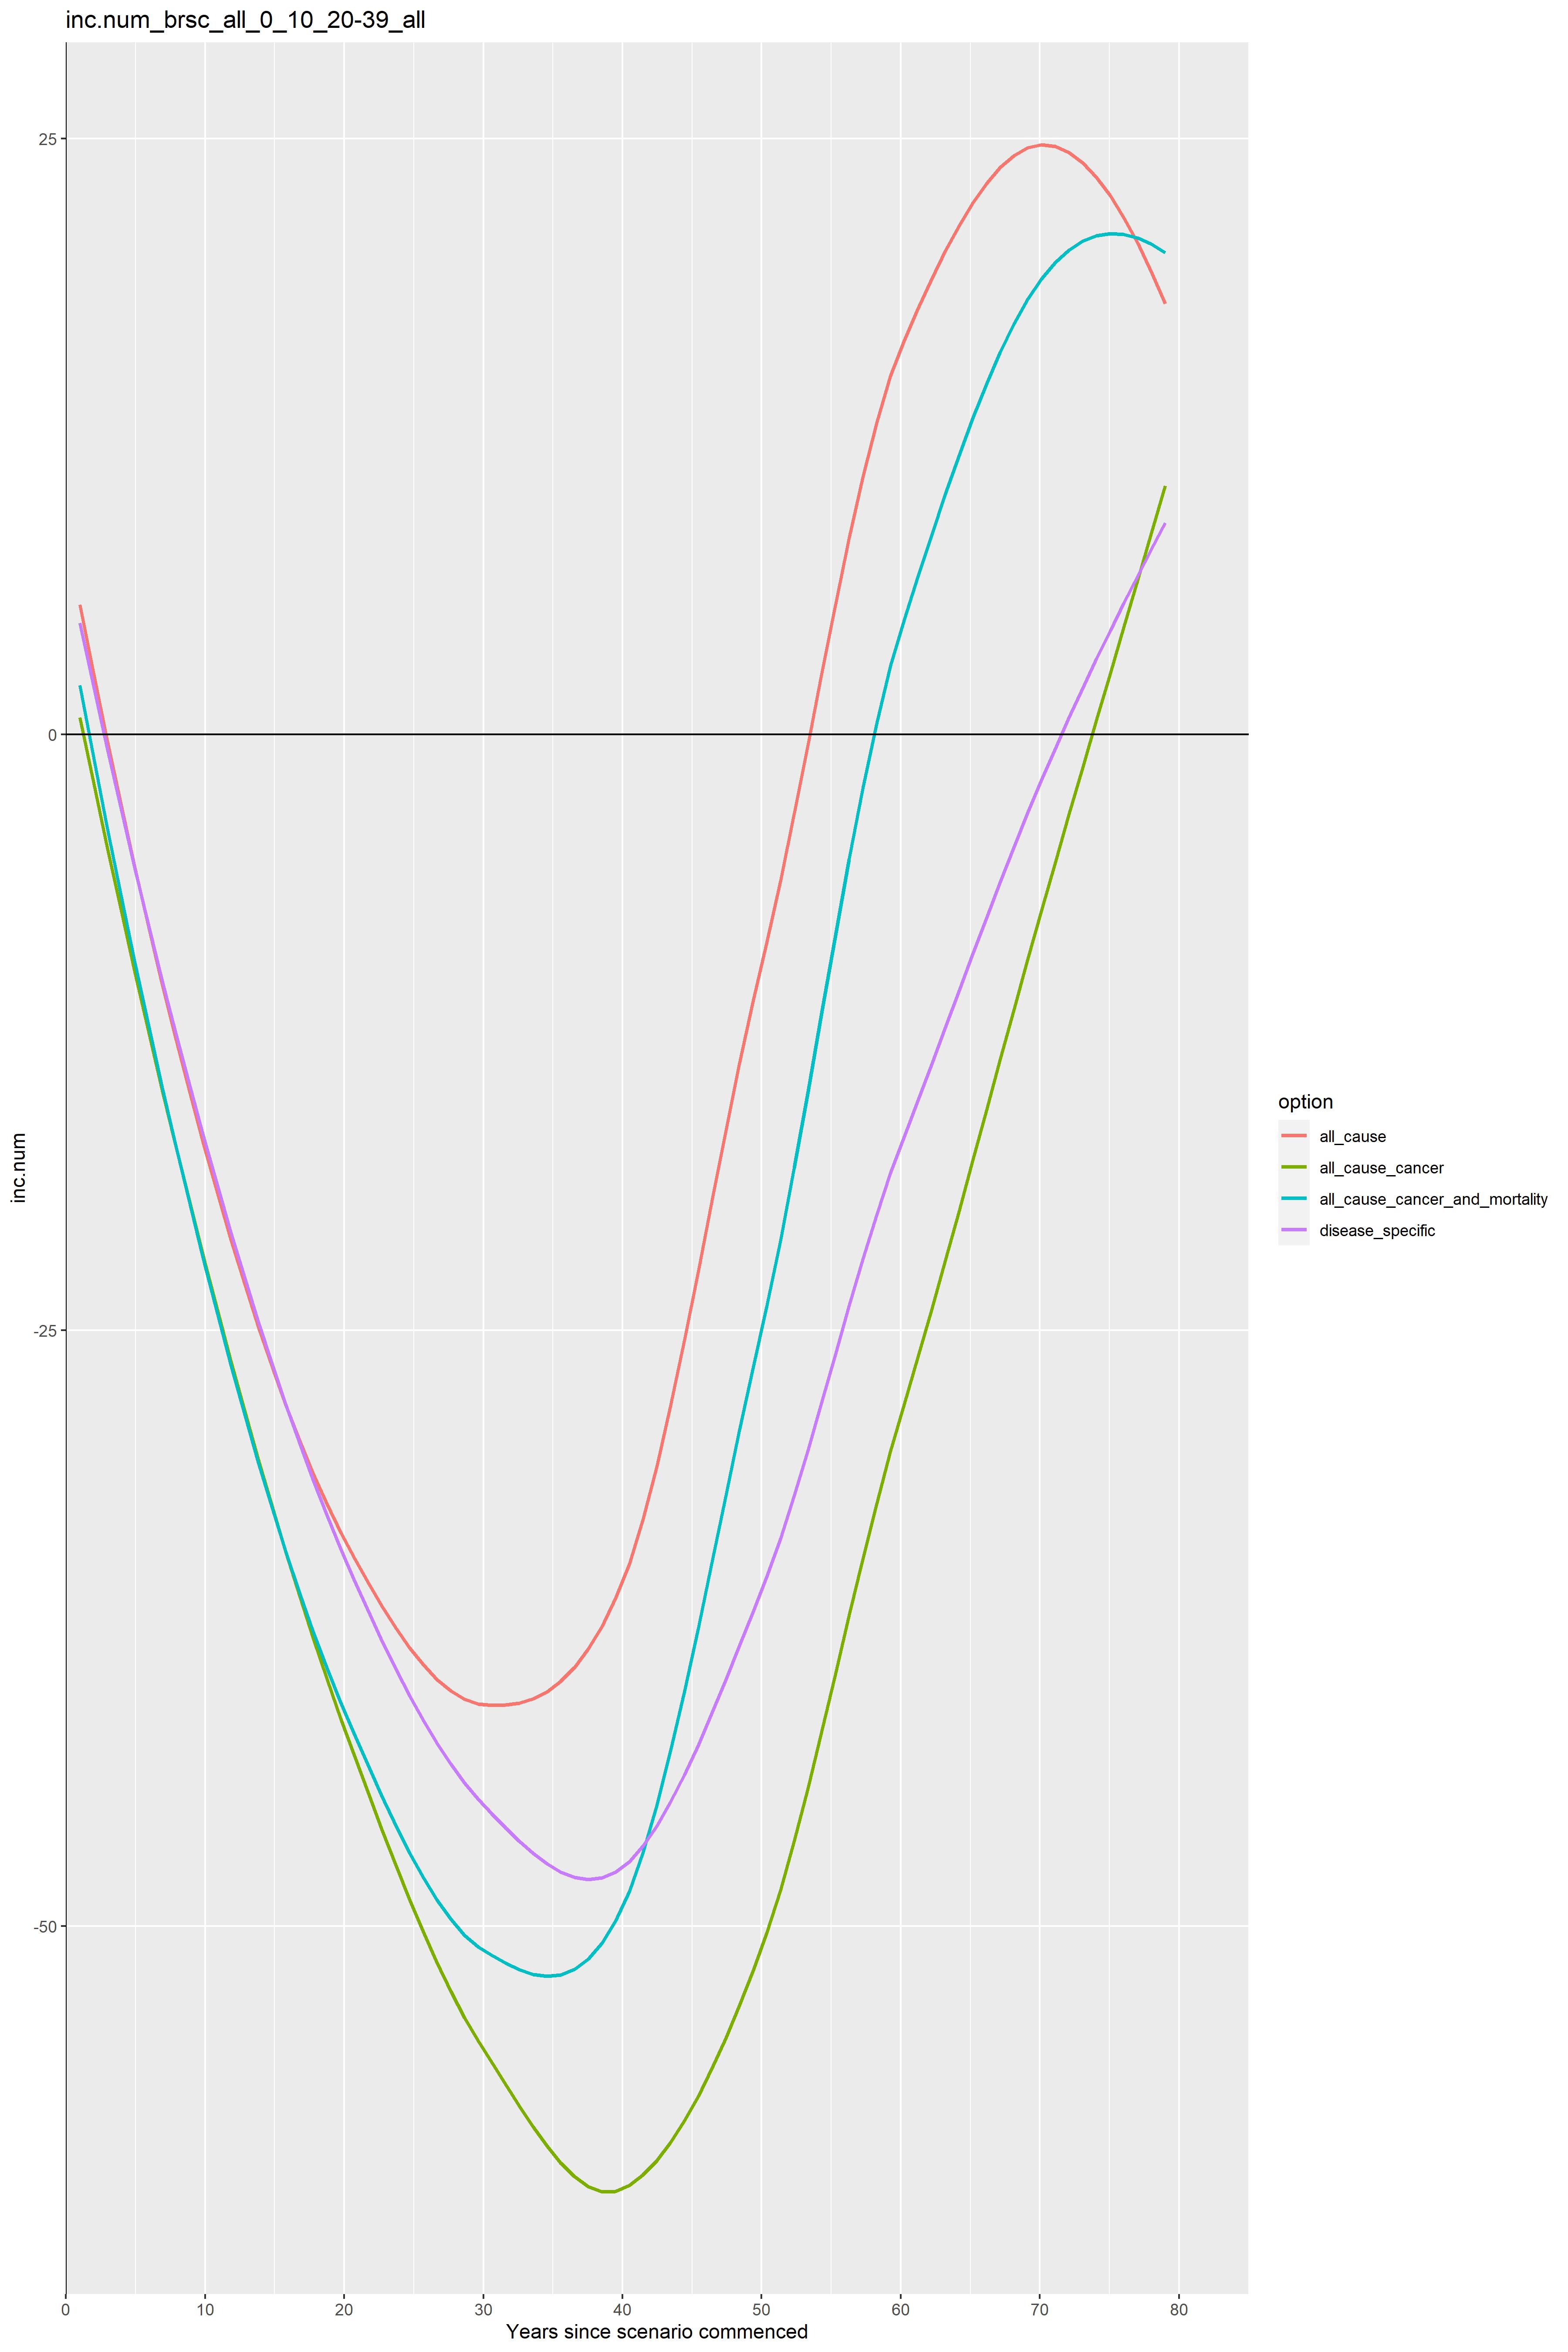 inc.num_brsc_all_0_10_20-39_all
25
0
-25
-50
inc.num
0 10 20 30 40 50 60 70 80
Years since scenario commenced
option
all_cause
all_cause_cancer
all_cause_cancer_and_mortality
disease_specific